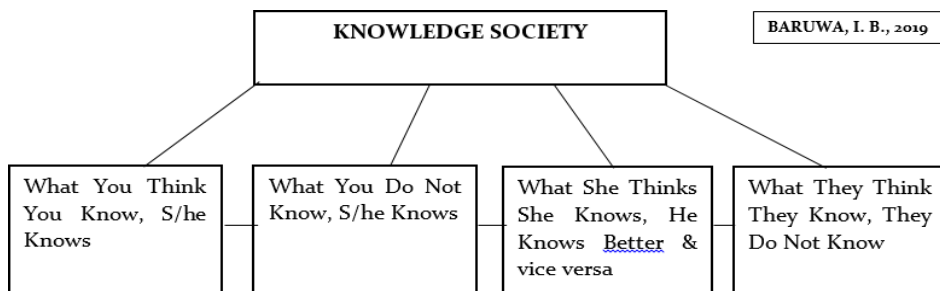 KNOWLEDGE SOCIETY
BARUWA, I. B., 2019
What You Think
You Know, S/he
Knows
What You Do Not
Know, S/he Knows
What She Thinks
She Knows, He
Knows Better &
vice versa
What They Think
They Know, They
Do Not Know